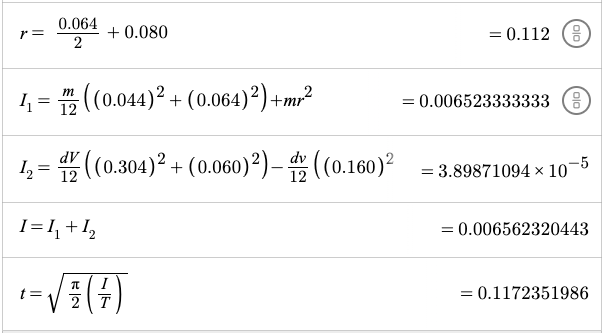 r = 0.064/2 + 0.080 = 0.112
I₁ = m/12 ((0.044)² + (0.064)²) + mr² = 0.006523333333
I₂ = dV/12 ((0.304)² + (0.060)²) − dv/12 ((0.160)² = 3.89871094 × 10⁻⁵
I = I₁ + I₂ = 0.006562320443
t = √(π/2 (I/T)) = 0.1172351986